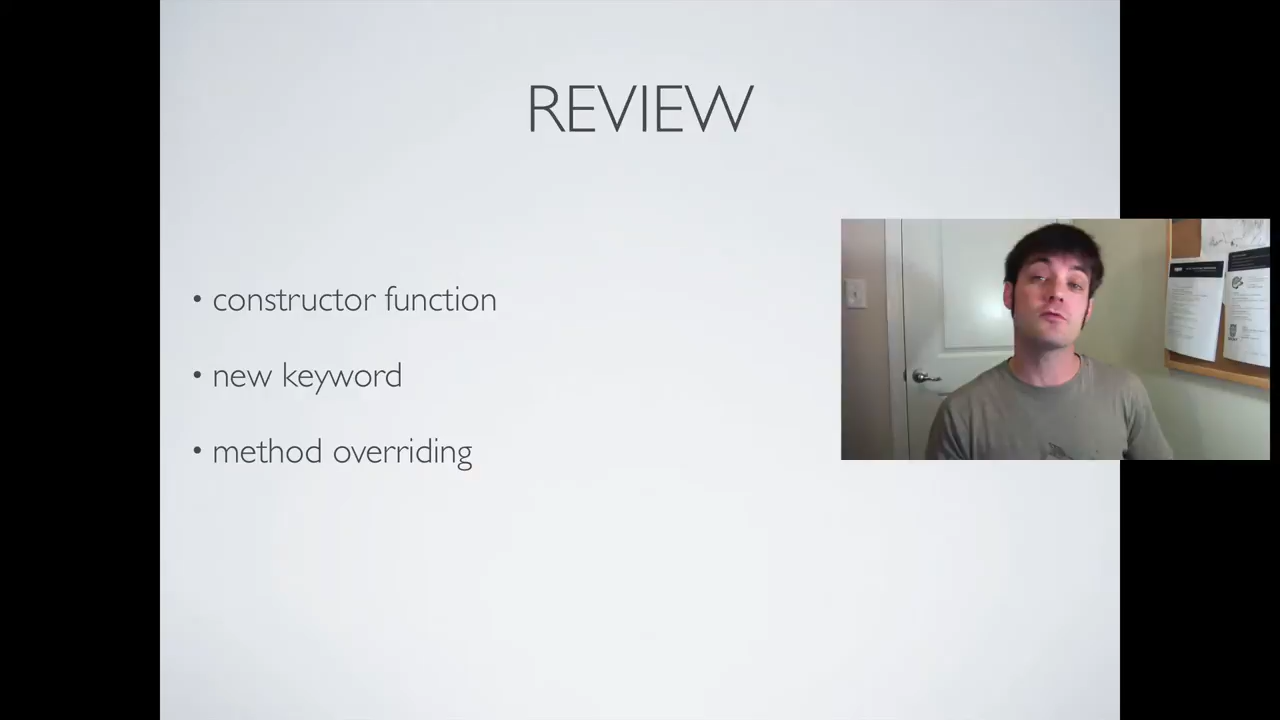 REVIEW
• constructor function
• new keyword
• method overriding